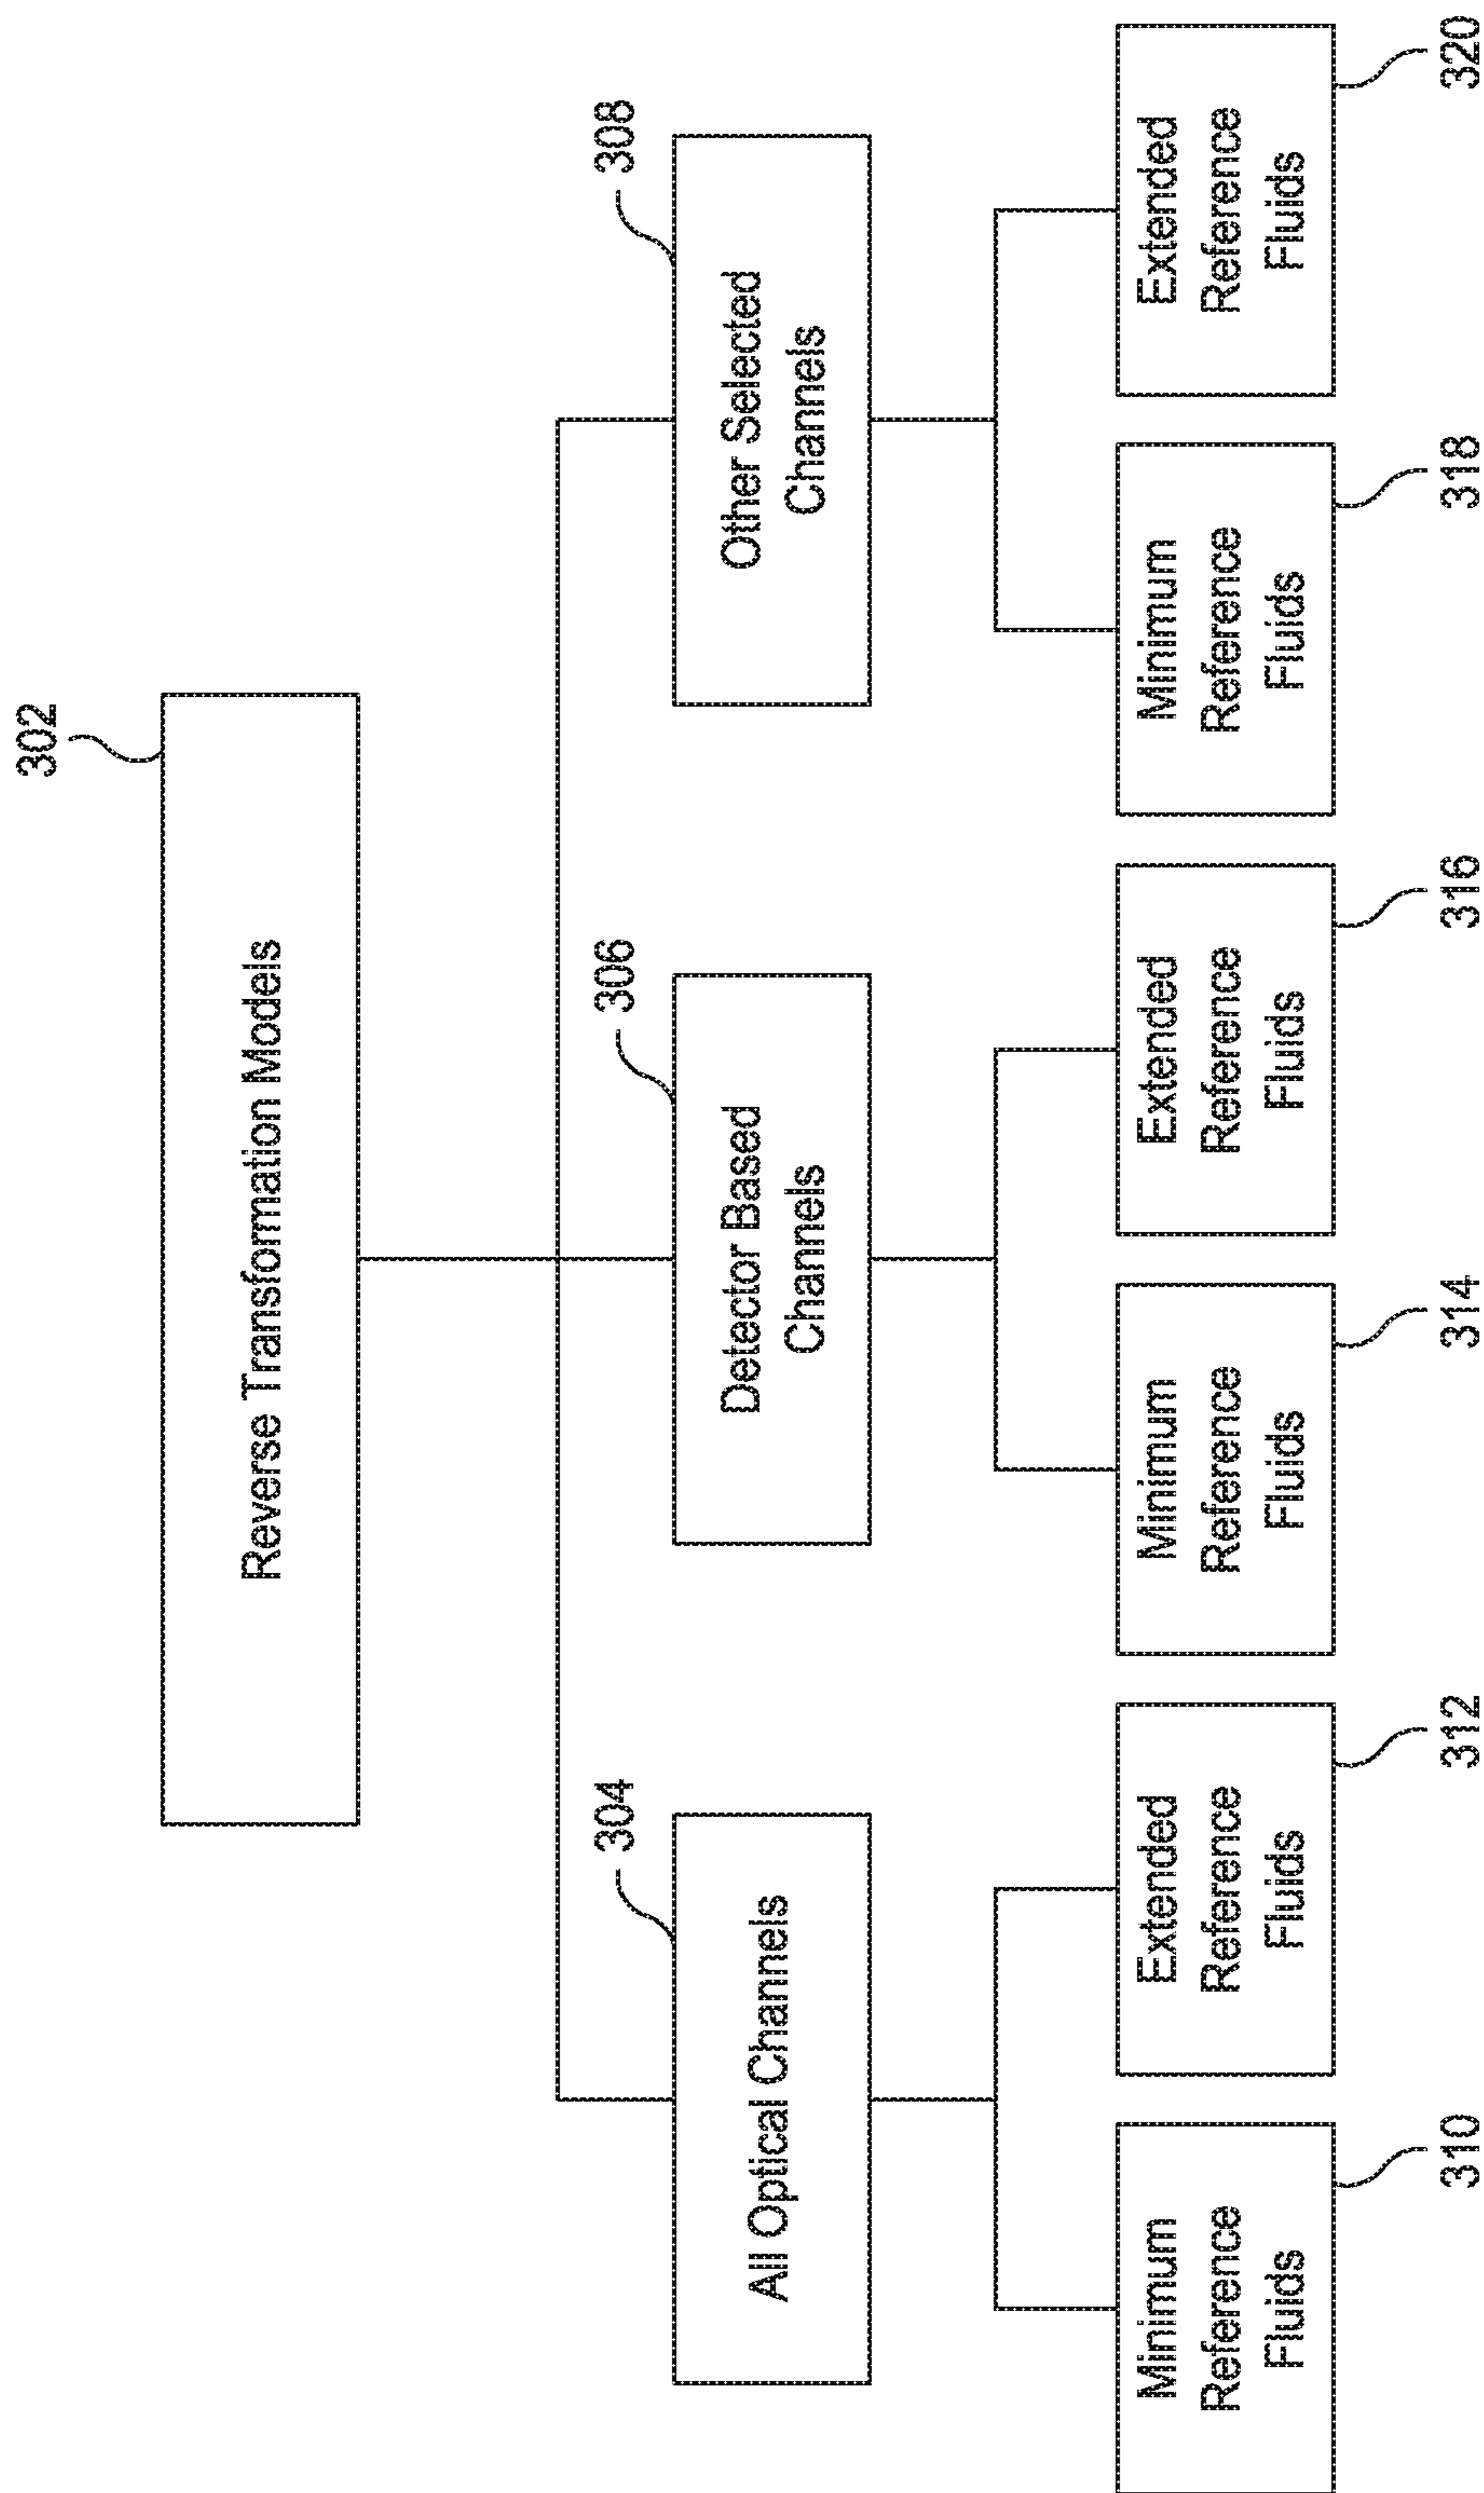 302
Reverse Transformation Models
304
All Optical Channels
306
Detector Based
Channels
308
Other Selected
Channels
Minimum
Reference
Fluids
310
Extended
Reference
Fluids
312
Minimum
Reference
Fluids
314
Extended
Reference
Fluids
316
Minimum
Reference
Fluids
318
Extended
Reference
Fluids
320